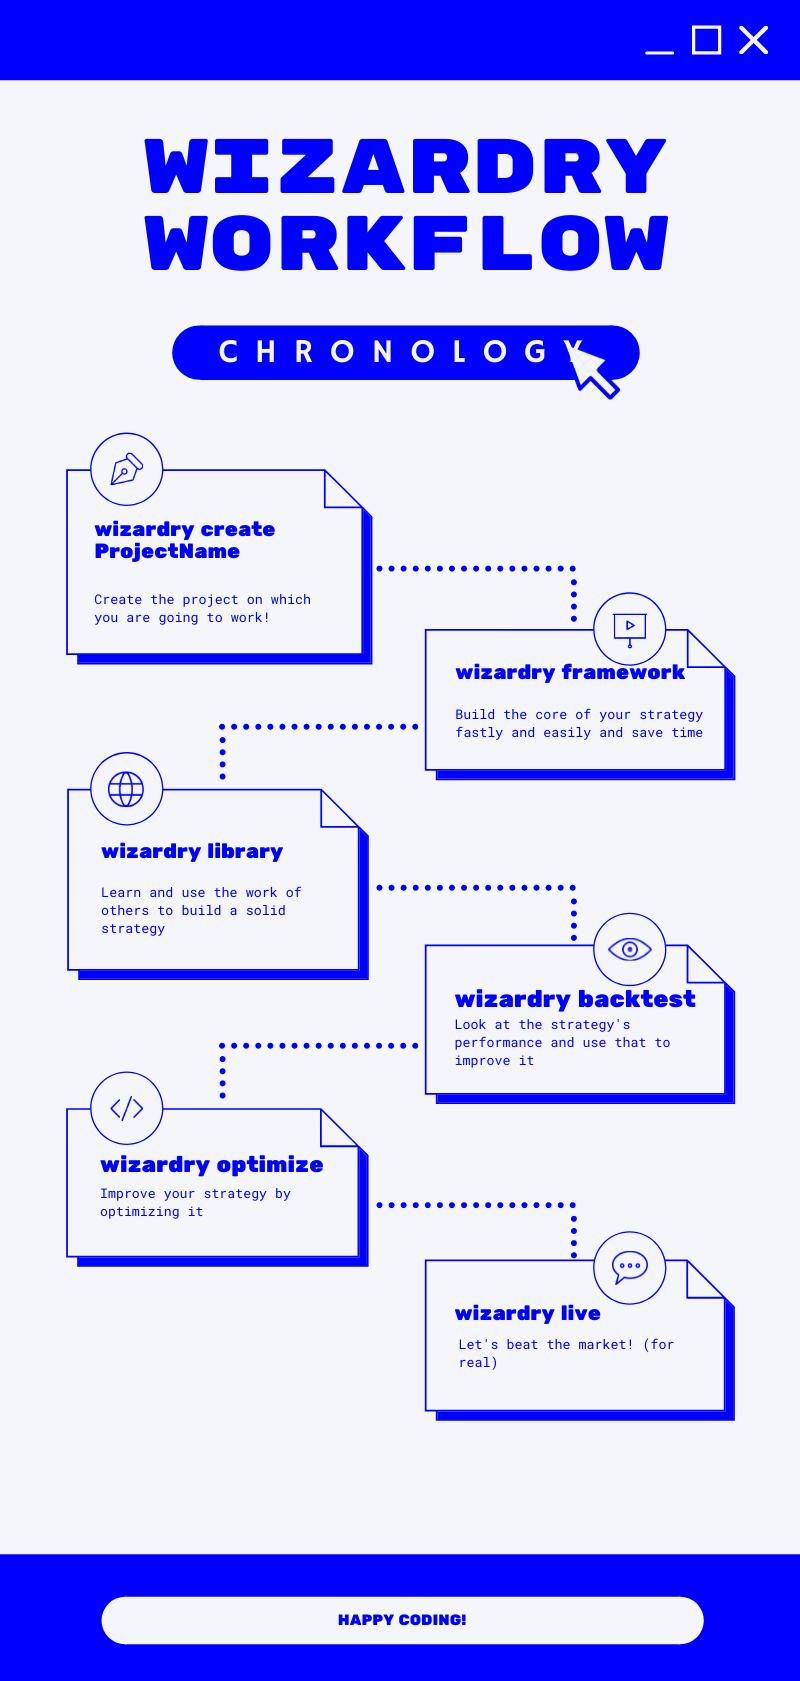 WIZARDRY
WORKFLOW
CHRONOLOGY
wizardry create
ProjectName
Create the project on which
you are going to work!
wizardry framework
Build the core of your strategy
fastly and easily and save time
wizardry library
Learn and use the work of
others to build a solid
strategy
wizardry backtest
Look at the strategy's
performance and use that to
improve it
wizardry optimize
Improve your strategy by
optimizing it
wizardry live
Let's beat the market! (for
real)
HAPPY CODING!